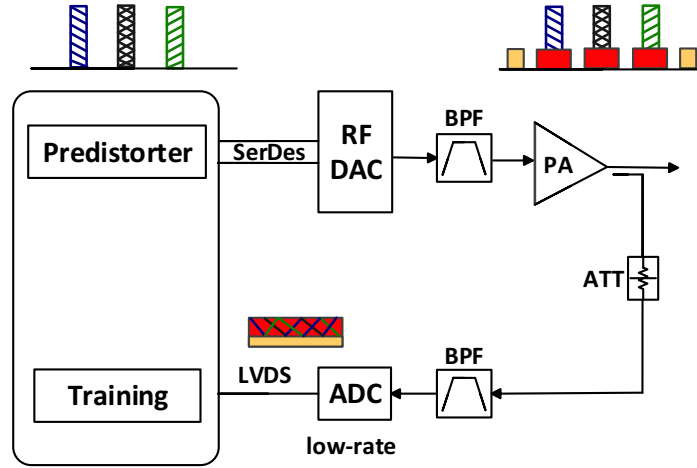 Predistorter
SerDes
RF
DAC
BPF
PA
ATT
BPF
ADC
LVDS
Training
low-rate